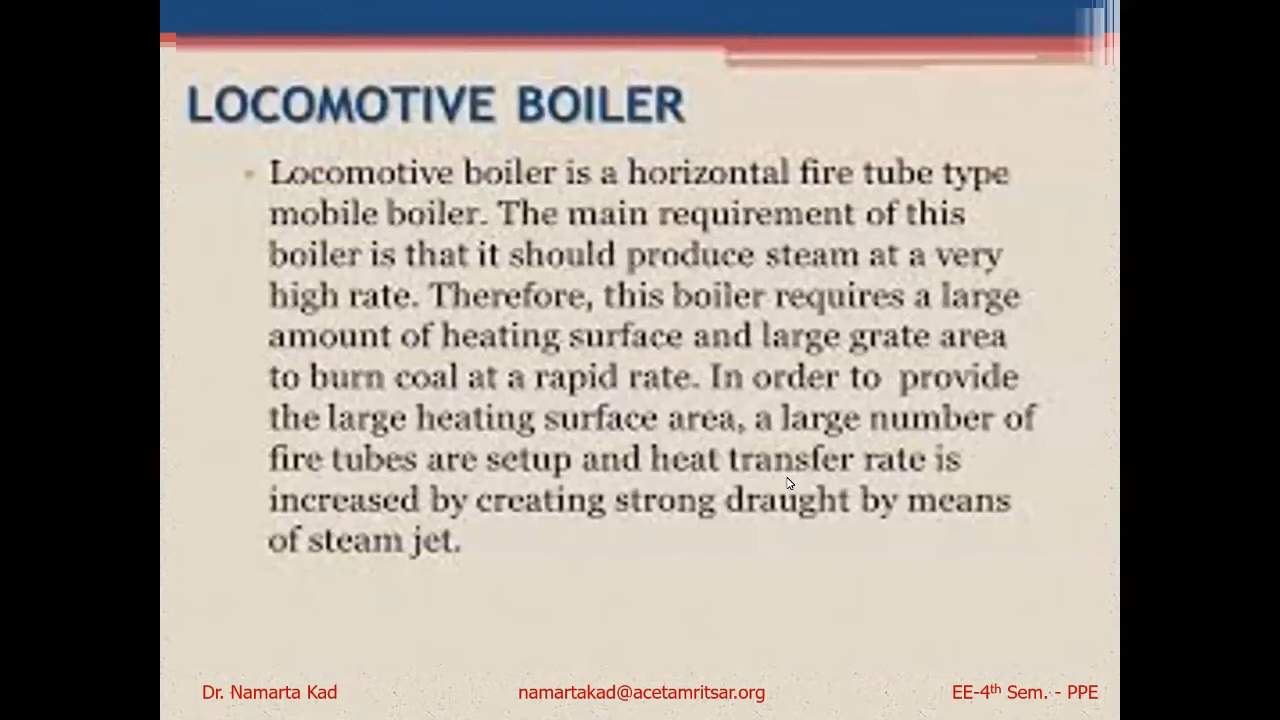 LOCOMOTIVE BOILER
Locomotive boiler is a horizontal fire tube type
mobile boiler. The main requirement of this
boiler is that it should produce steam at a very
high rate. Therefore, this boiler requires a large
amount of heating surface and large grate area
to burn coal at a rapid rate. In order to provide
the large heating surface area, a large number of
fire tubes are setup and heat transfer rate is
increased by creating strong draught by means
of steam jet.
Dr. Namarta Kad namartakad@acetamritsar.org EE-4th Sem. - PPE